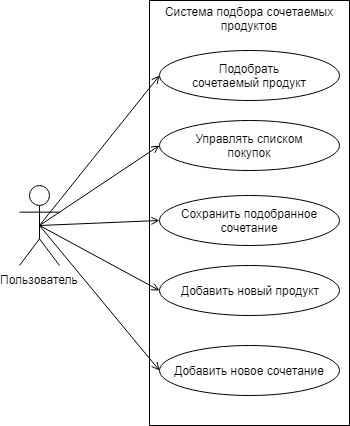 Система подбора сочетаемых
продуктов
Подобрать
сочетаемый продукт
Управлять списком
покупок
Сохранить подобранное
сочетание
Пользователь
Добавить новый продукт
Добавить новое сочетание